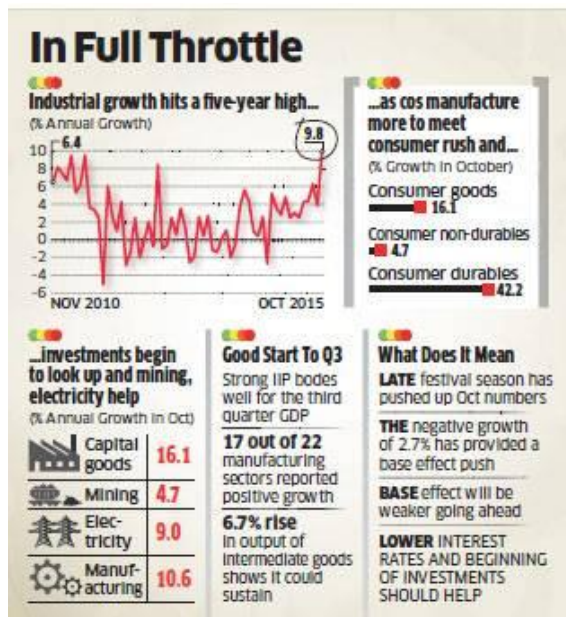 In Full Throttle
Industrial growth hits a five-year high...
(% Annual Growth)
6.4
9.8
10
8
6
4
2
0
-2
-4
-6
NOV 2010
OCT 2015
...as cos manufacture
more to meet
consumer rush and...
(% Growth in October)
Consumer goods
16.1
Consumer non-durables
4.7
Consumer durables
42.2
...investments begin
to look up and mining,
electricity help
(% Annual Growth in Oct)
Capital
goods
16.1
Mining
4.7
Elec-
tricity
9.0
Manuf-
acturing
10.6
Good Start To Q3
Strong IIP bodes
well for the third
quarter GDP
17 out of 22
manufacturing
sectors reported
positive growth
6.7% rise
in output of
intermediate goods
shows it could
sustain
What Does It Mean
LATE festival season has
pushed up Oct numbers
THE negative growth
of 2.7% has provided a
base effect push
BASE effect will be
weaker going ahead
LOWER INTEREST
RATES AND BEGINNING
OF INVESTMENTS
SHOULD HELP